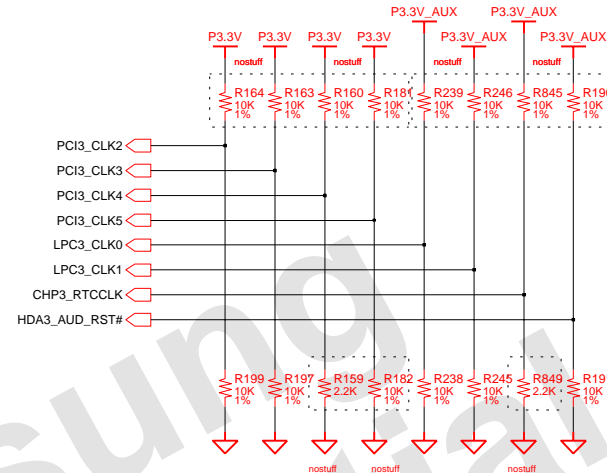 P3.3V_AUX P3.3V_AUX
P3.3V P3.3V P3.3V P3.3V P3.3V_AUX P3.3V_AUX
nostuff nostuff nostuff nostuff
R164 R163 R160 R181 R239 R246 R845 R190
10K 10K 10K 10K 10K 10K 10K 10K
1% 1% 1% 1% 1% 1% 1% 1%
PCI3_CLK2
PCI3_CLK3
PCI3_CLK4
PCI3_CLK5
LPC3_CLK0
LPC3_CLK1
CHP3_RTCCLK
HDA3_AUD_RST#
R199 R197 R159 R182 R238 R245 R849 R19
10K 10K 2.2K 10K 10K 10K 2.2K 10K
1% 1% 1% 1% 1% 1%
nostuff nostuff nostuff
sung